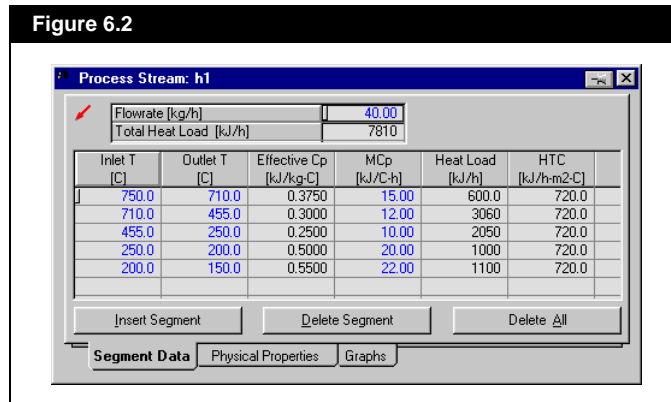 Figure 6.2
Process Stream: h1
Flowrate [kg/h] 40.00
Total Heat Load [kJ/h] 7810
Inlet T Outlet T Effective Cp MCp Heat Load HTC
[C] [C] [kJ/kg-C] [kJ/C-h] [kJ/h] [kJ/h-m2-C]
750.0 710.0 0.3750 15.00 600.0 720.0
710.0 455.0 0.3000 12.00 3060 720.0
455.0 250.0 0.2500 10.00 2050 720.0
250.0 200.0 0.5000 20.00 1000 720.0
200.0 150.0 0.5500 22.00 1100 720.0
Insert Segment Delete Segment Delete All
Segment Data Physical Properties Graphs